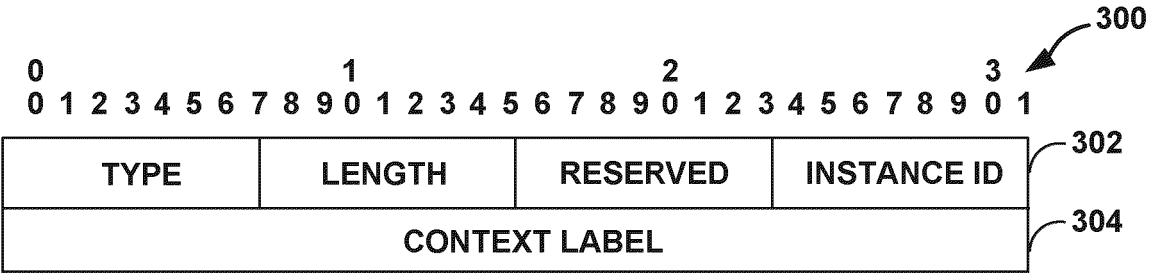 300
0 1 2 3
0 1 2 3 4 5 6 7 8 9 0 1 2 3 4 5 6 7 8 9 0 1 2 3 4 5 6 7 8 9 0 1
TYPE LENGTH RESERVED INSTANCE ID 302
CONTEXT LABEL 304